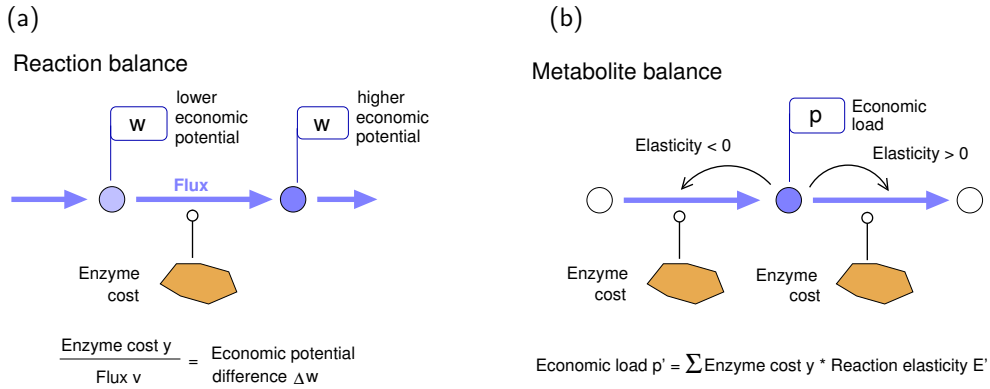 (a)
Reaction balance
w
lower
economic
potential
w
higher
economic
potential
Flux
Enzyme
cost
Enzyme cost y
Flux v
=
Economic potential
difference Δw
(b)
Metabolite balance
p
Economic
load
Elasticity < 0
Elasticity > 0
Enzyme
cost
Enzyme
cost
Economic load p' = ∑ Enzyme cost y * Reaction elasticity E'